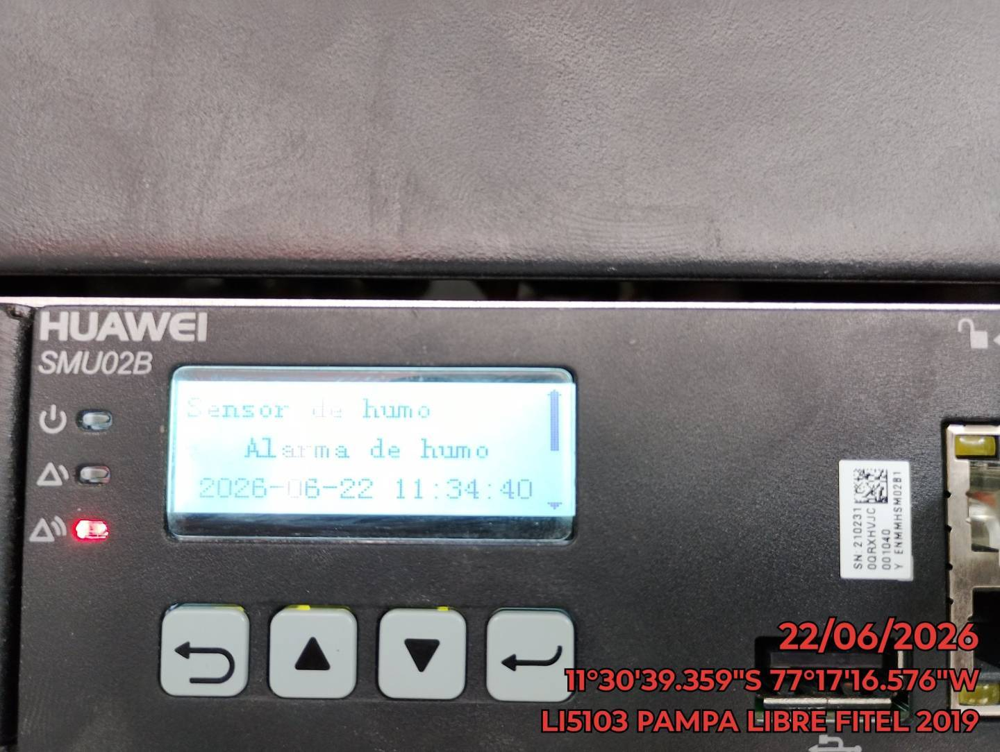 HUAWEI
SMU02B
Sensor de humo
Alarma de humo
2026-06-22 11:34:40
SN:210231
0QRXHVJC
001040
Y ENMMHSM02B1
22/06/2026
11°30'39.359"S 77°17'16.576"W
LI5103 PAMPA LIBRE FITEL 2019